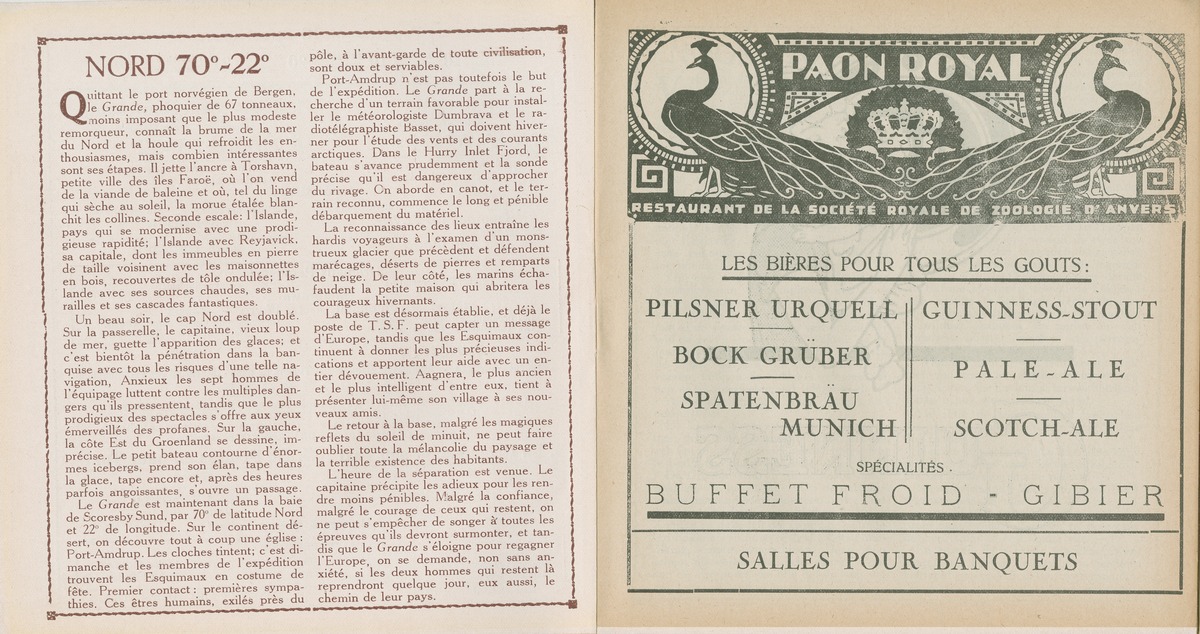 NORD 70°-22°
Quittant le port norvégien de Bergen,
le Grande, phoquier de 67 tonneaux,
moins imposant que le plus modeste
remorqueur, connaît la brume de la mer
du Nord et la houle qui refroidit les en-
thousiasmes, mais combien intéressantes
sont ses étapes. Il jette l'ancre à Torshavn,
petite ville des îles Faroë, où l'on vend
de la viande de baleine et où, tel du linge
qui sèche au soleil, la morue étalée blan-
chit les collines. Seconde escale: l'Islande,
pays qui se modernise avec une prodi-
gieuse rapidité; l'Islande avec Reyjavick,
sa capitale, dont les immeubles en pierre
de taille voisinent avec les maisonnettes
en bois, recouvertes de tôle ondulée; l'Is-
lande avec ses sources chaudes, ses mu-
railles et ses cascades fantastiques.
Un beau soir, le cap Nord est doublé.
Sur la passerelle, le capitaine, vieux loup
de mer, guette l'apparition des glaces; et
c'est bientôt la pénétration dans la ban-
quise avec tous les risques d'une telle na-
vigation, Anxieux les sept hommes de
l'équipage luttent contre les multiples dan-
gers qu'ils pressentent, tandis que le plus
prodigieux des spectacles s'offre aux yeux
émerveillés des profanes. Sur la gauche,
la côte Est du Groenland se dessine, im-
précise. Le petit bateau contourne d'énor-
mes icebergs, prend son élan, tape dans
la glace, tape encore et, après des heures
parfois angoissantes, s'ouvre un passage.
Le Grande est maintenant dans la baie
de Scoresby Sund, par 70° de latitude Nord
et 22° de longitude. Sur le continent dé-
sert, on découvre tout à coup une église:
Port-Amdrup. Les cloches tintent; c'est di-
manche et les membres de l'expédition
trouvent les Esquimaux en costume de
fête. Premier contact: premières sympa-
thies. Ces êtres humains, exilés près du
pôle, à l'avant-garde de toute civilisation,
sont doux et serviables.
Port-Amdrup n'est pas toutefois le but
de l'expédition. Le Grande part à la re-
cherche d'un terrain favorable pour instal-
ler le météorologiste Dumbrava et le ra-
diotélégraphiste Basset, qui doivent hiver-
ner pour l'étude des vents et des courants
arctiques. Dans le Hurry Inlet Fjord, le
bateau s'avance prudemment et la sonde
précise qu'il est dangereux d'approcher
du rivage. On aborde en canot, et le ter-
rain reconnu, commence le long et pénible
débarquement du matériel.
La reconnaissance des lieux entraîne les
hardis voyageurs à l'examen d'un mons-
trueux glacier que précèdent et défendent
marécages, déserts de pierres et remparts
de neige. De leur côté, les marins écha-
faudent la petite maison qui abritera les
courageux hivernants.
La base est désormais établie, et déjà le
poste de T. S. F. peut capter un message
d'Europe, tandis que les Esquimaux con-
tinuent à donner les plus précieuses indi-
cations et apportent leur aide avec un en-
tier dévouement. Aagnera, le plus ancien
et le plus intelligent d'entre eux, tient à
présenter lui-même son village à ses nou-
veaux amis.
Le retour à la base, malgré les magiques
reflets du soleil de minuit, ne peut faire
oublier toute la mélancolie du paysage et
la terrible existence des habitants.
L'heure de la séparation est venue. Le
capitaine précipite les adieux pour les ren-
dre moins pénibles. Malgré la confiance,
malgré le courage de ceux qui restent, on
ne peut s'empêcher de songer à toutes les
épreuves qu'ils devront surmonter, et tan-
dis que le Grande s'éloigne pour regagner
l'Europe, on se demande, non sans an-
xiété, si les deux hommes qui restent là
reprendront quelque jour, eux aussi, le
chemin de leur pays.
PAON ROYAL
RESTAURANT DE LA SOCIÉTÉ ROYALE DE ZOOLOGIE D'ANVERS
LES BIÈRES POUR TOUS LES GOUTS:
PILSNER URQUELL
BOCK GRÜBER
SPATENBRÄU
MUNICH
GUINNESS-STOUT
PALE-ALE
SCOTCH-ALE
SPÉCIALITÉS.
BUFFET FROID - GIBIER
SALLES POUR BANQUETS